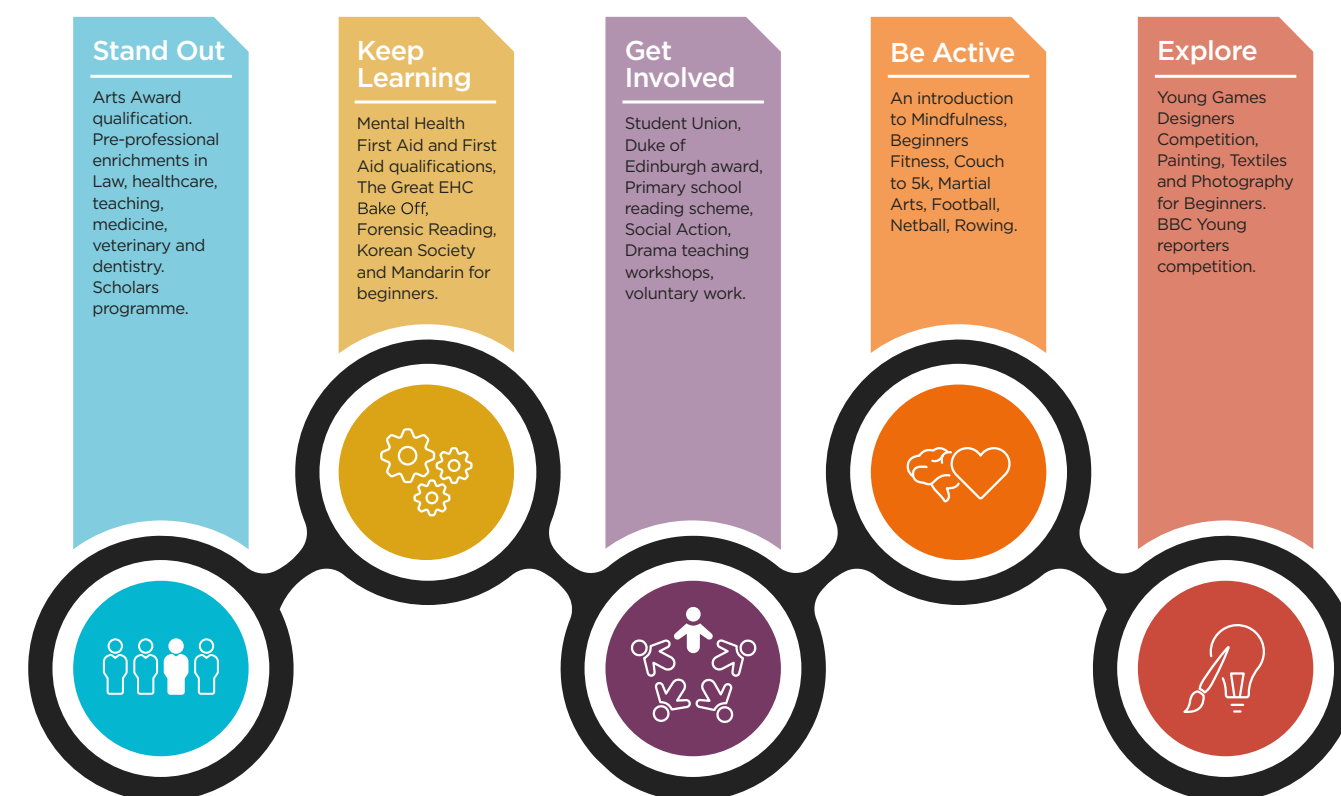 Stand Out
Arts Award
qualification.
Pre-professional
enrichments in
Law, healthcare,
teaching,
medicine,
veterinary and
dentistry.
Scholars
programme.
Keep
Learning
Mental Health
First Aid and First
Aid qualifications,
The Great EHC
Bake Off,
Forensic Reading,
Korean Society
and Mandarin for
beginners.
Get
Involved
Student Union,
Duke of
Edinburgh award,
Primary school
reading scheme,
Social Action,
Drama teaching
workshops,
voluntary work.
Be Active
An introduction
to Mindfulness,
Beginners
Fitness, Couch
to 5k, Martial
Arts, Football,
Netball, Rowing.
Explore
Young Games
Designers
Competition,
Painting, Textiles
and Photography
for Beginners.
BBC Young
reporters
competition.